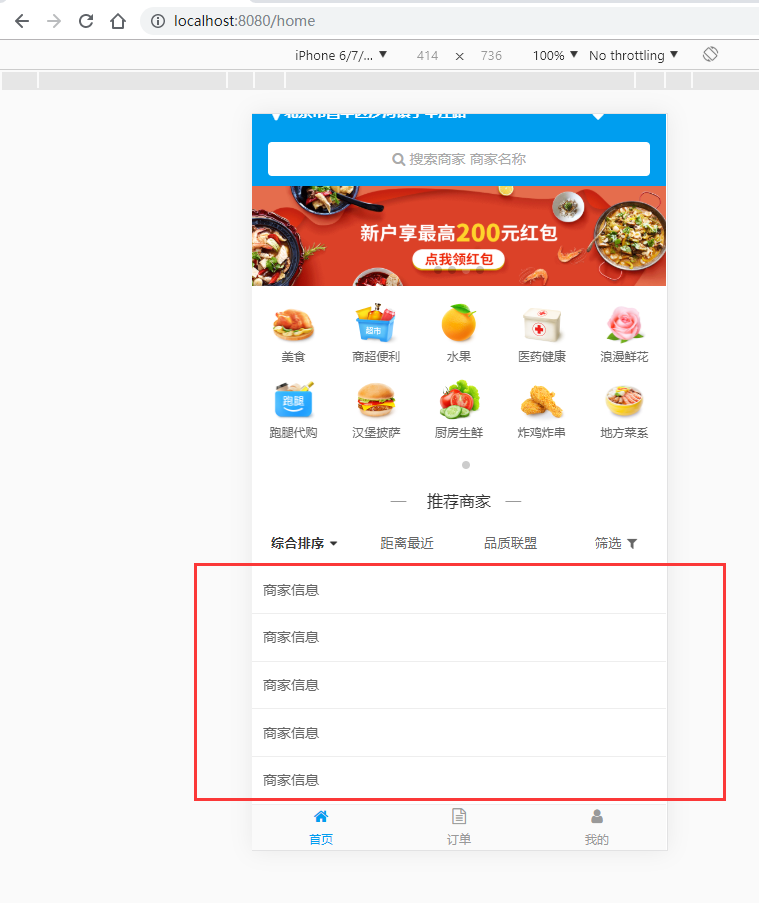 localhost:8080/home
iPhone 6/7/... ▼ 414 × 736 100% ▼ No throttling ▼
搜索商家 商家名称
新户享最高200元红包
点我领红包
超市
美食 商超便利 水果 医药健康 浪漫鲜花
跑腿
跑腿代购 汉堡披萨 厨房生鲜 炸鸡炸串 地方菜系
— 推荐商家 —
综合排序 距离最近 品质联盟 筛选
商家信息
商家信息
商家信息
商家信息
商家信息
首页 订单 我的